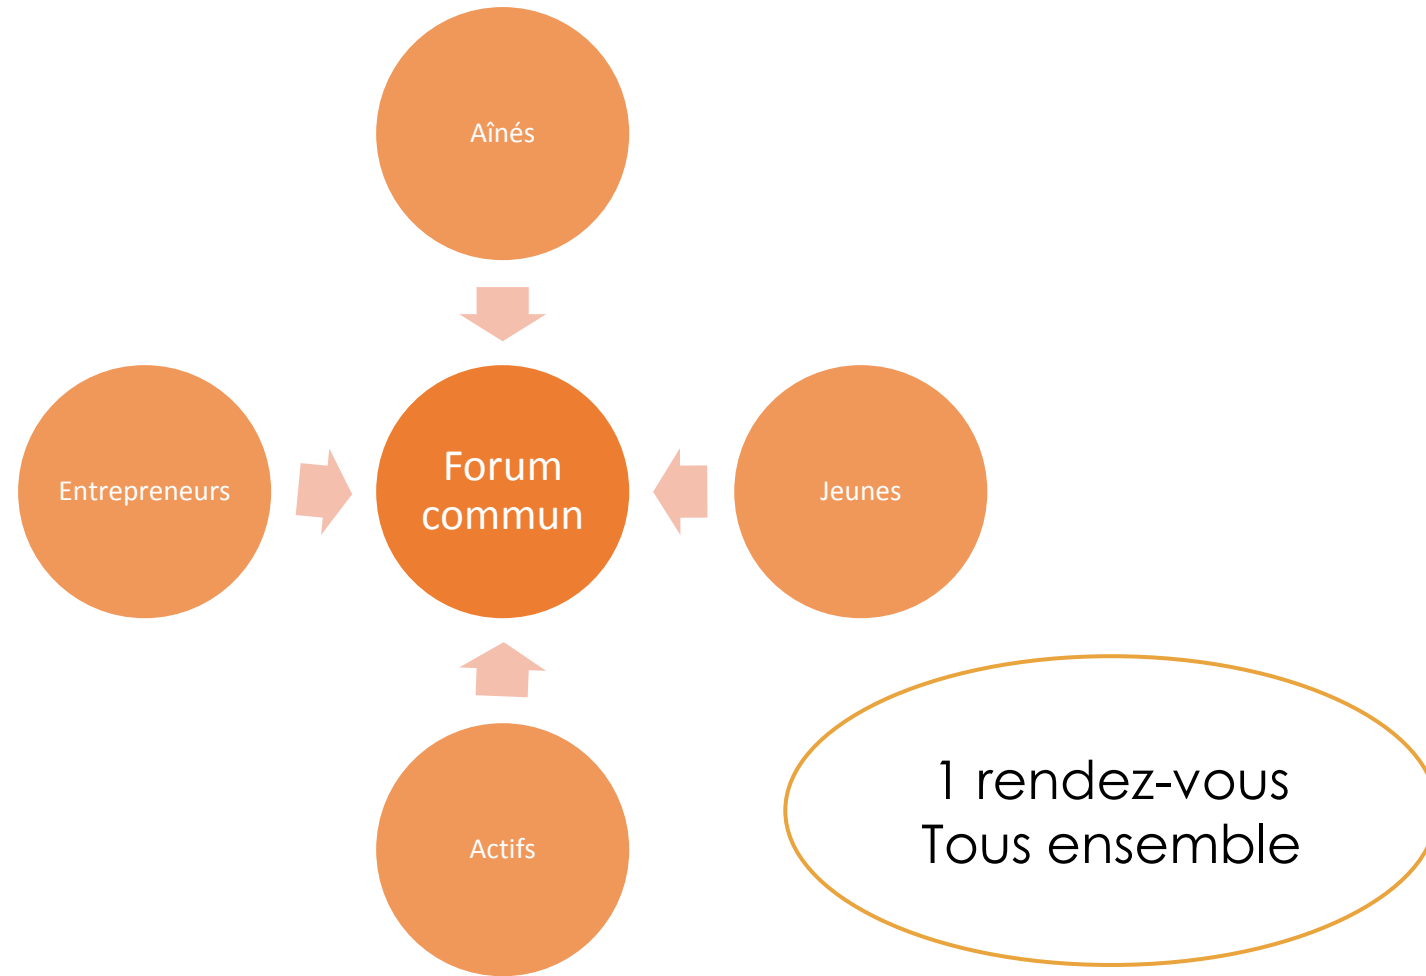 Aînés
Entrepreneurs
Forum
commun
Jeunes
Actifs
1 rendez-vous
Tous ensemble